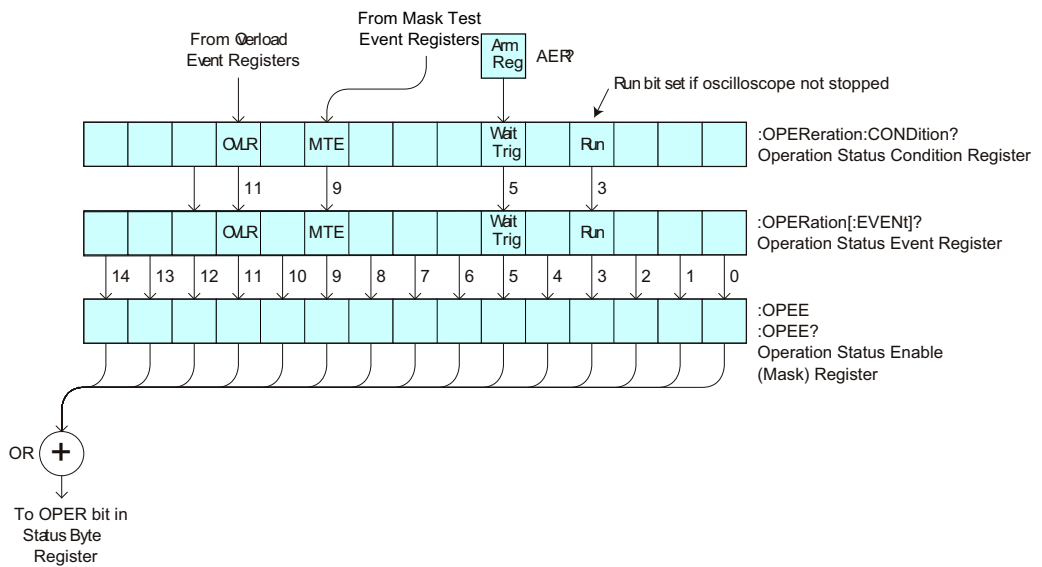 From Mask Test
Event Registers
From Overload
Event Registers
Arm
Reg
AER?
Run bit set if oscilloscope not stopped
OVLR
MTE
Wait
Trig
Run
:OPEReration:CONDition?
Operation Status Condition Register
11
9
5
3
OVLR
MTE
Wait
Trig
Run
:OPERation[:EVENt]?
Operation Status Event Register
14 13 12 11 10 9 8 7 6 5 4 3 2 1 0
:OPEE
:OPEE?
Operation Status Enable
(Mask) Register
OR
+
To OPER bit in
Status Byte
Register